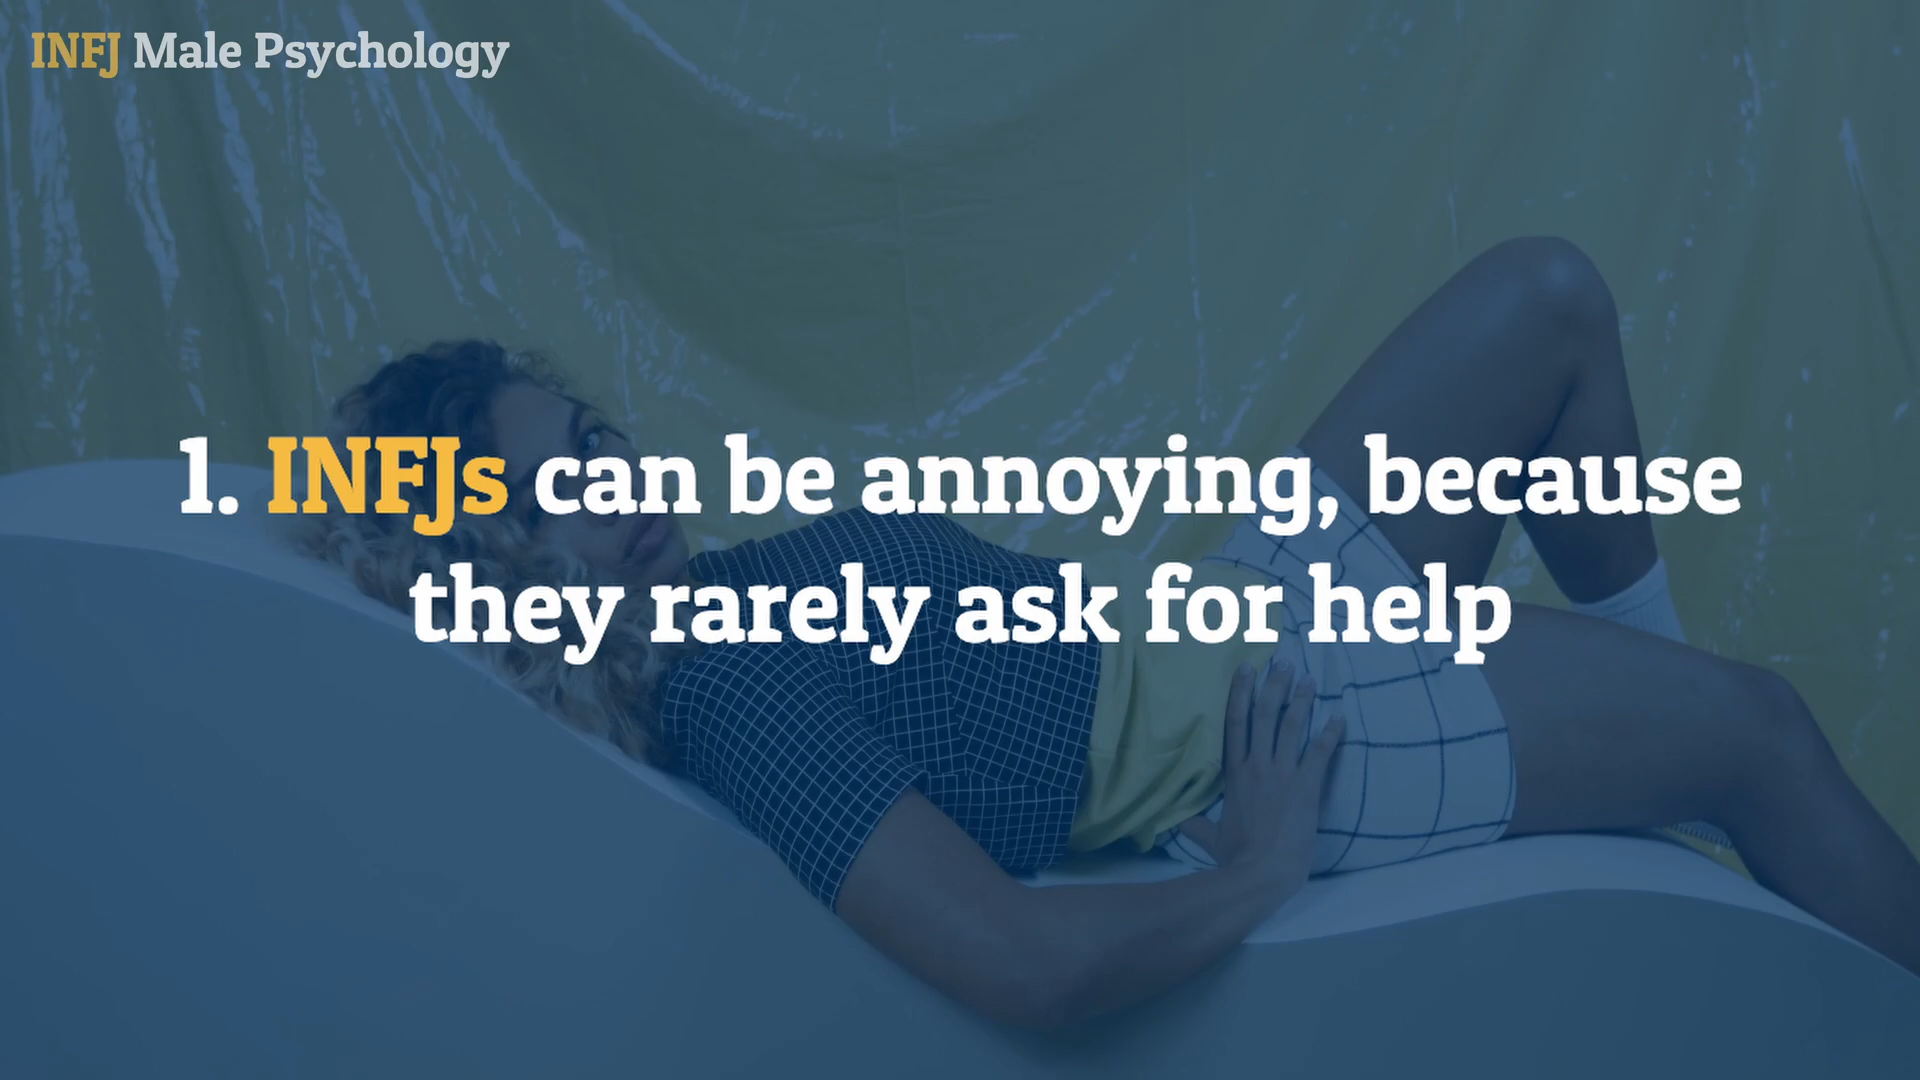 INFJ Male Psychology
1. INFJs can be annoying, because
they rarely ask for help